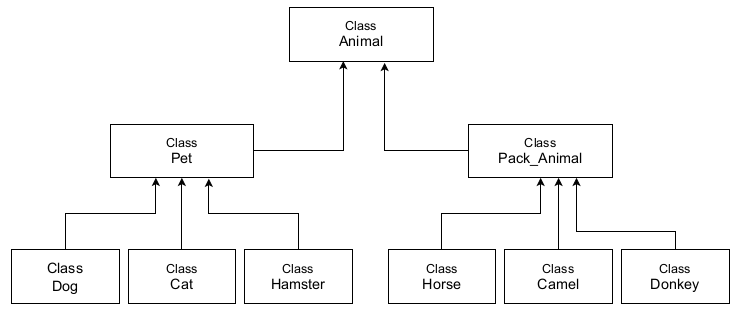 Class
Animal
Class
Pet
Class
Pack_Animal
Class
Dog
Class
Cat
Class
Hamster
Class
Horse
Class
Camel
Class
Donkey